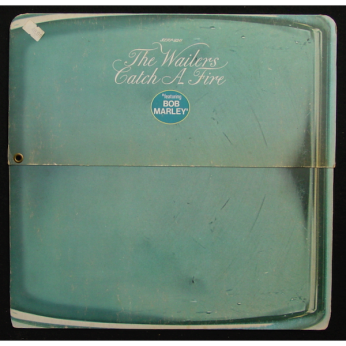 The Wailers
Catch A Fire
"featuring
BOB
MARLEY"